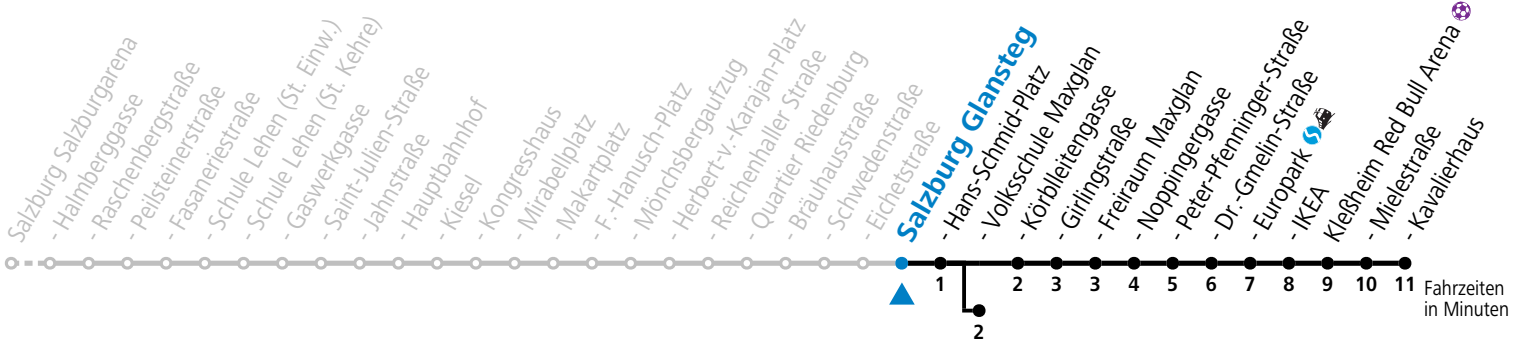 Salzburg Salzburgarena
- Halmberggasse
- Raschenbergstraße
- Peilsteinerstraße
- Fasaneriestraße
- Schule Lehen (St. Einw.)
- Schule Lehen (St. Kehre)
- Gaswerkgasse
- Saint-Julien-Straße
- Jahnstraße
- Hauptbahnhof
- Kiesel
- Kongresshaus
- Mirabellplatz
- Makartplatz
- F.-Hanusch-Platz
- Mönchsbergaufzug
- Herbert-v.-Karajan-Platz
- Reichenhaller Straße
- Quartier Riedenburg
- Bräuhausstraße
- Schwedenstraße
- Eichetstraße
Salzburg Glansteg
- Hans-Schmid-Platz
- Volksschule Maxglan
- Körblleitengasse
- Girlingstraße
- Freiraum Maxglan
- Noppingergasse
- Peter-Pfenninger-Straße
- Dr.-Gmelin-Straße
- Europark
- IKEA
Kleßheim Red Bull Arena
- Mielestraße
- Kavalierhaus
1 2 3 3 4 5 6 7 8 9 10 11
2
Fahrzeiten
in Minuten